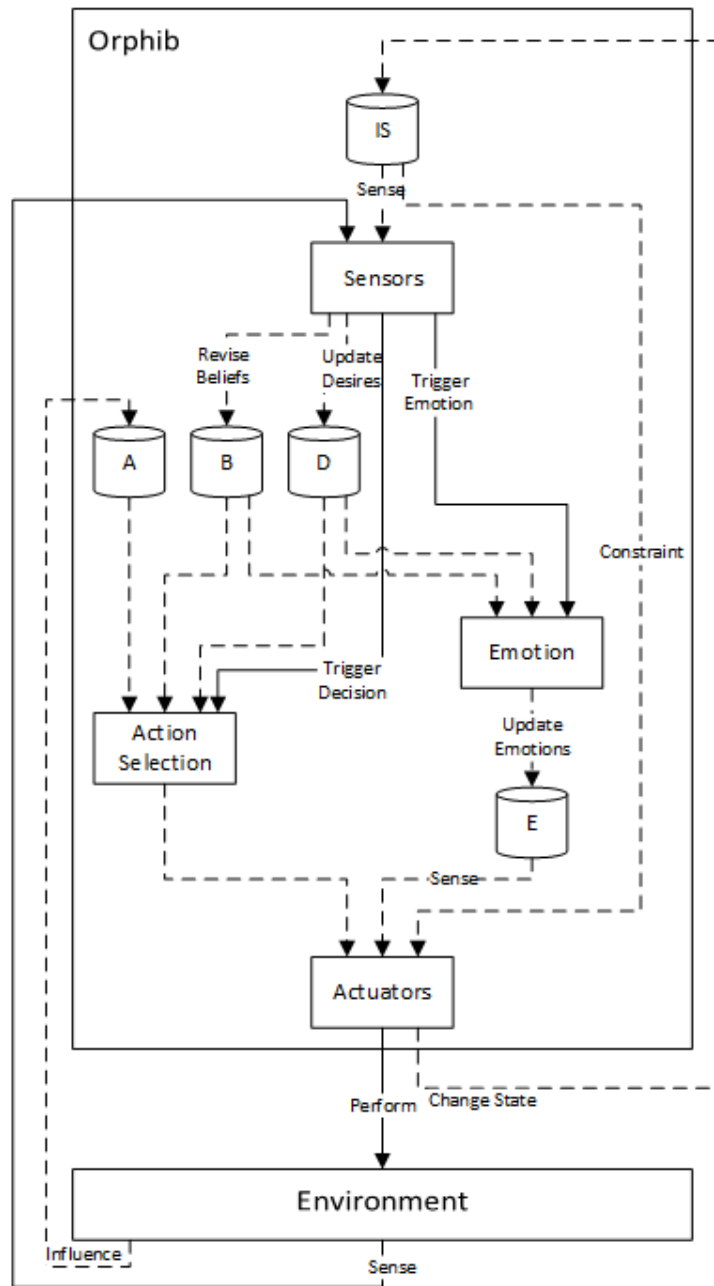 Orphib
IS
Sense
Sensors
Revise
Beliefs
Update
Desires
Trigger
Emotion
A
B
D
Constraint
Emotion
Trigger
Decision
Action
Selection
Update
Emotions
E
Sense
Actuators
Perform
Change State
Environment
Influence
Sense